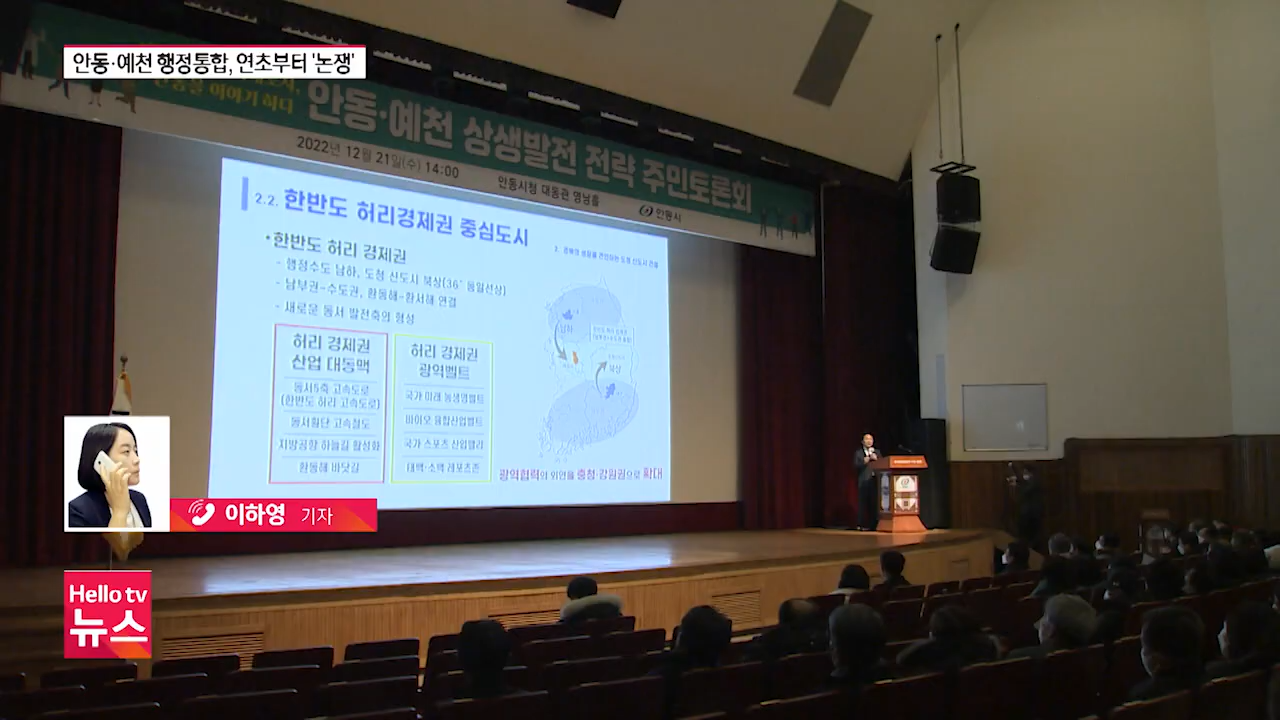 안동·예천 행정통합, 연초부터 '논쟁'
안동·예천 상생발전 전략 주민토론회
2022년 12월 21일(수) 14:00
안동시청 대동관 영남홀
안동시
2.2. 한반도 허리경제권 중심도시
•한반도 허리 경제권
- 행정수도 남하, 도청 신도시 북상(36˚ 동일선상)
- 남부권-수도권, 환동해-환서해 연결
- 새로운 동서 발전축의 형성
허리 경제권
산업 대동맥
동서5축 고속도로
(한반도 허리 고속도로)
동서횡단 고속철도
지방공항 하늘길 활성화
환동해 바닷길
허리 경제권
광역벨트
국가 미래 농생명벨트
바이오 융합산업벨트
국가 스포츠 산업밸리
태백·소백 레포츠존
남하
북상
광역협력의 외연을 충청·강원권으로 확대
이하영 기자
Hello tv
뉴스